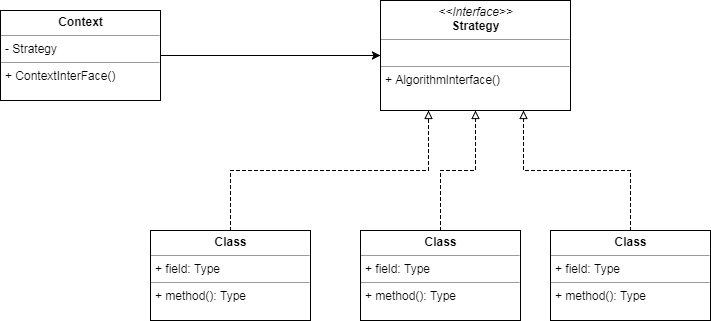 Context
- Strategy
+ ContextInterFace()
<<Interface>>
Strategy
+ AlgorithmInterface()
Class
+ field: Type
+ method(): Type
Class
+ field: Type
+ method(): Type
Class
+ field: Type
+ method(): Type